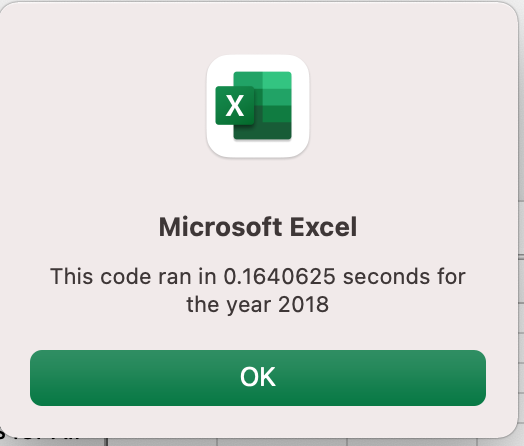 X
Microsoft Excel
This code ran in 0.1640625 seconds for
the year 2018
OK